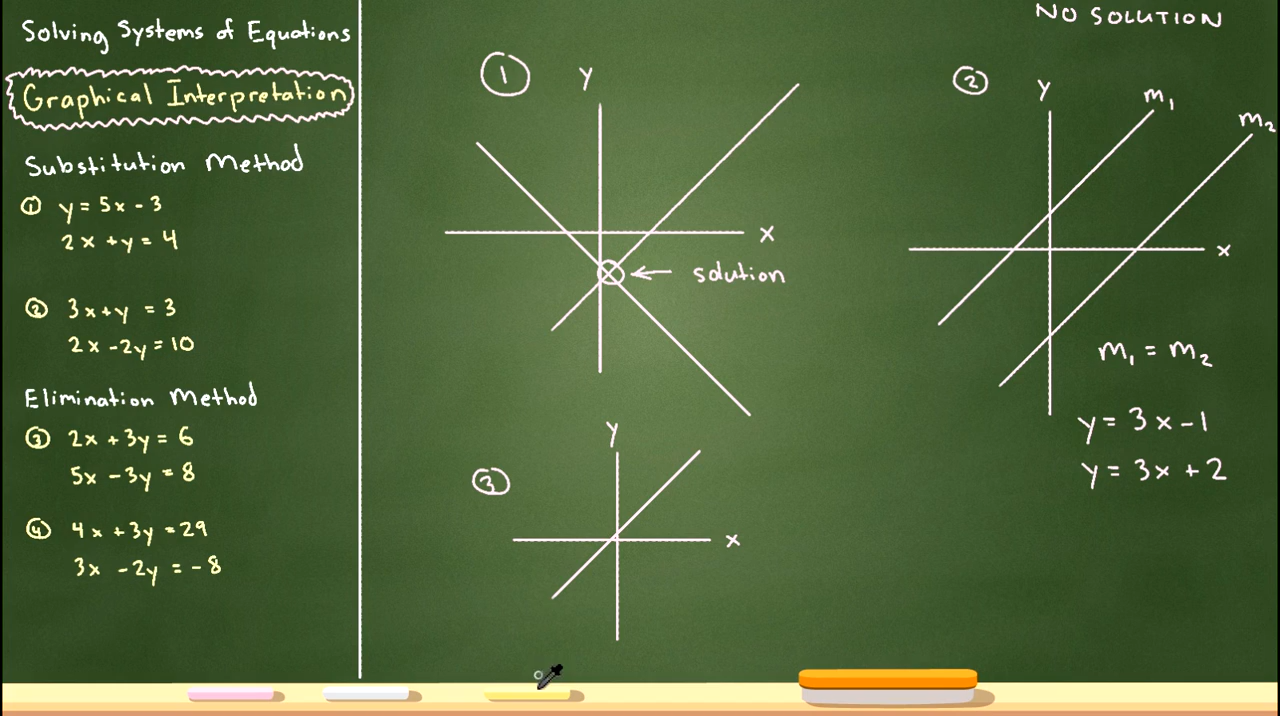 Solving Systems of Equations
Graphical Interpretation
Substitution Method
① y = 5x - 3
2x + y = 4
② 3x + y = 3
2x - 2y = 10
Elimination Method
③ 2x + 3y = 6
5x - 3y = 8
④ 4x + 3y = 29
3x - 2y = -8
①
y
x
solution
③
y
x
NO SOLUTION
②
y
m₁
m₂
x
m₁ = m₂
y = 3x - 1
y = 3x + 2